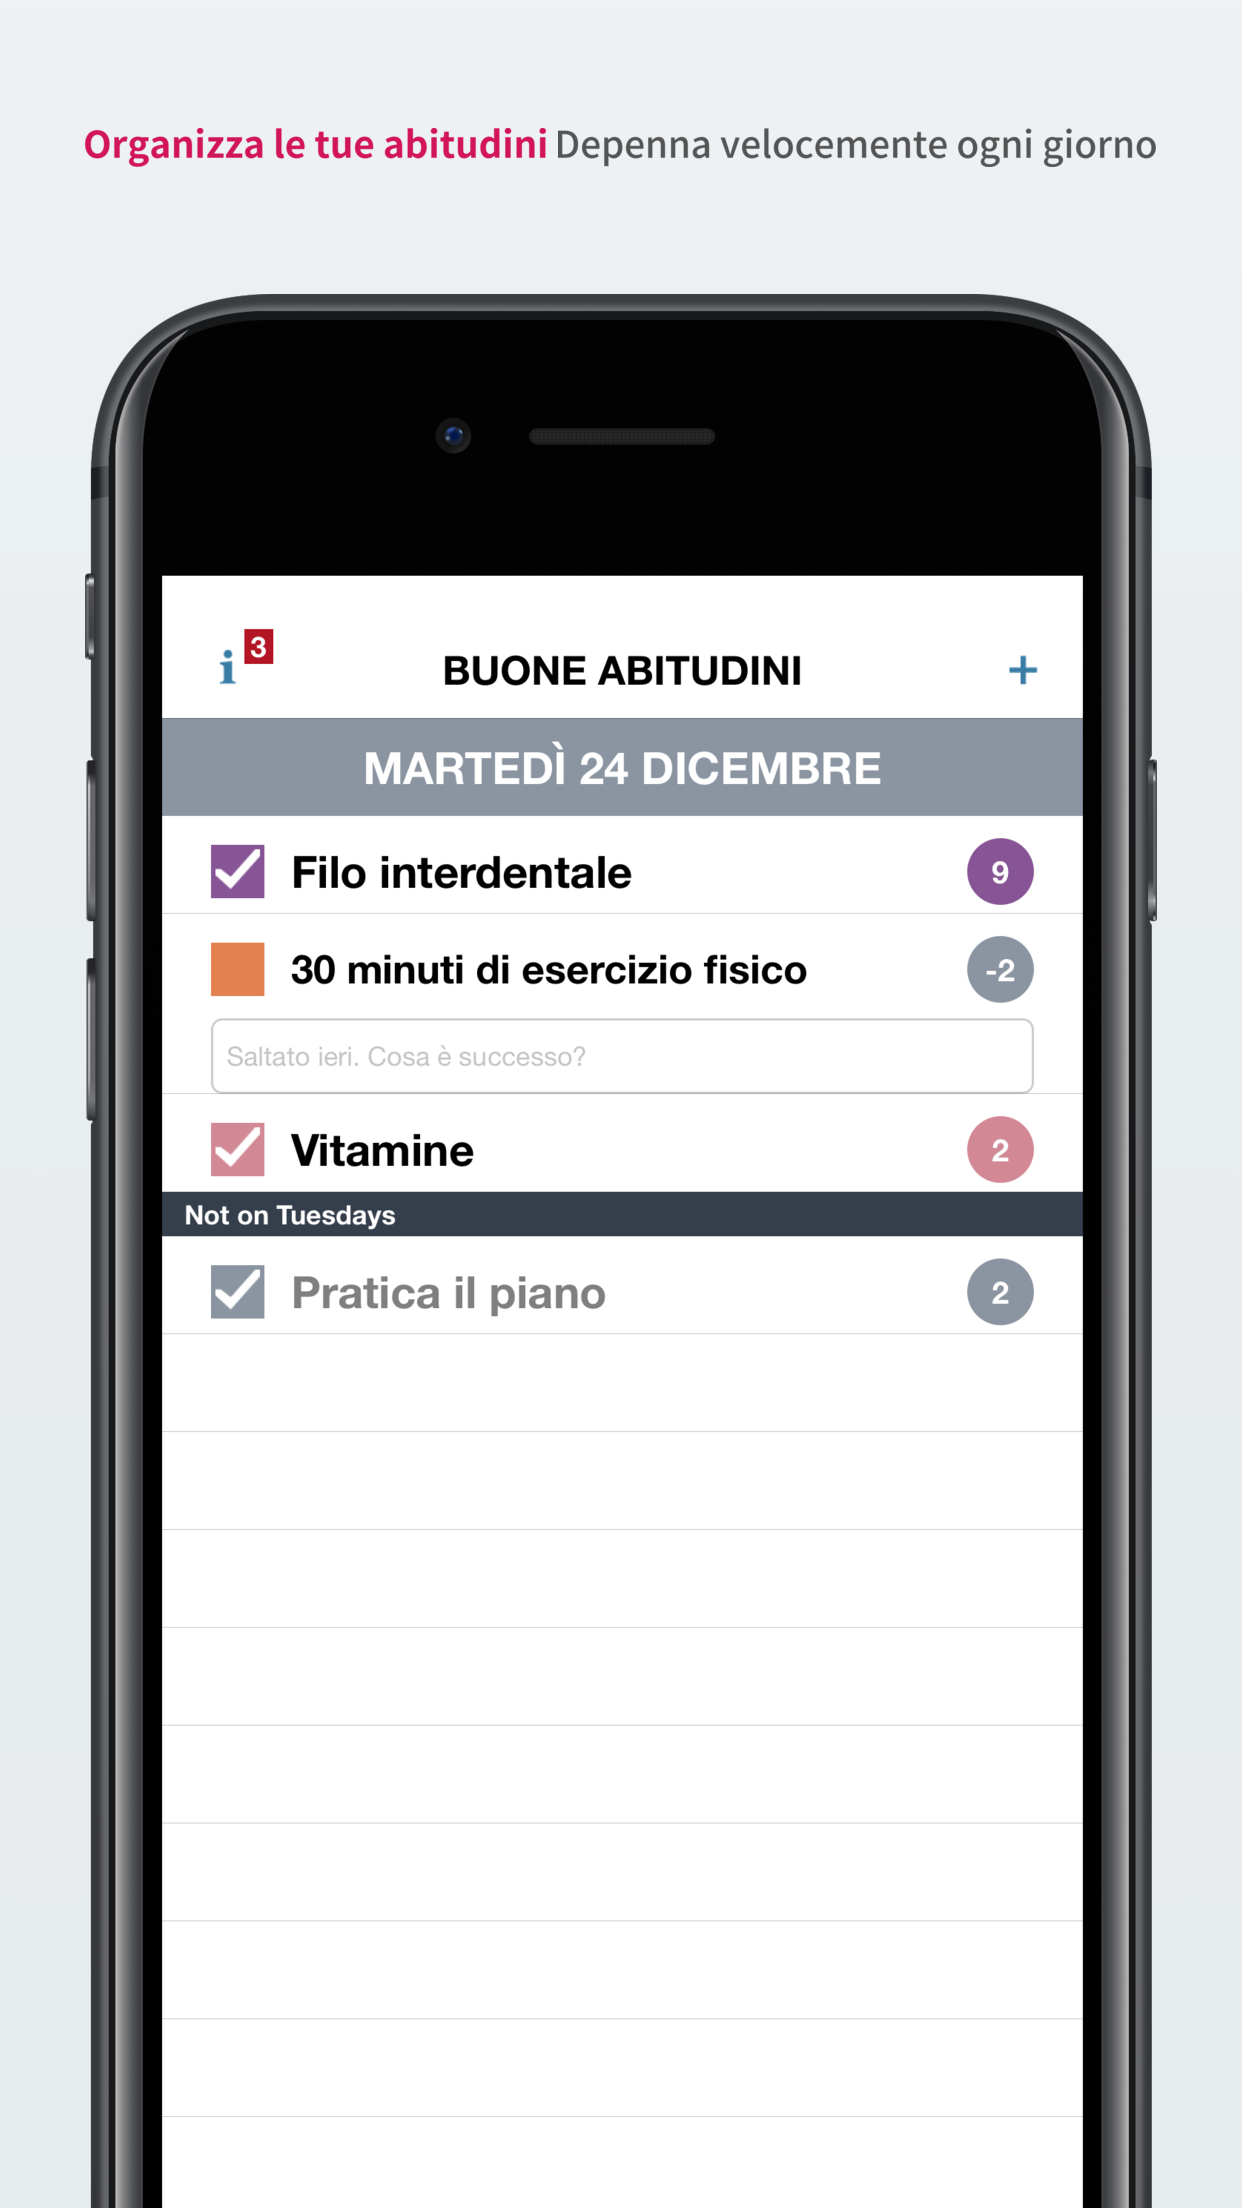 Organizza le tue abitudini Depenna velocemente ogni giorno
3
i
BUONE ABITUDINI
+
MARTEDÌ 24 DICEMBRE
Filo interdentale
9
30 minuti di esercizio fisico
-2
Saltato ieri. Cosa è successo?
Vitamine
2
Not on Tuesdays
Pratica il piano
2